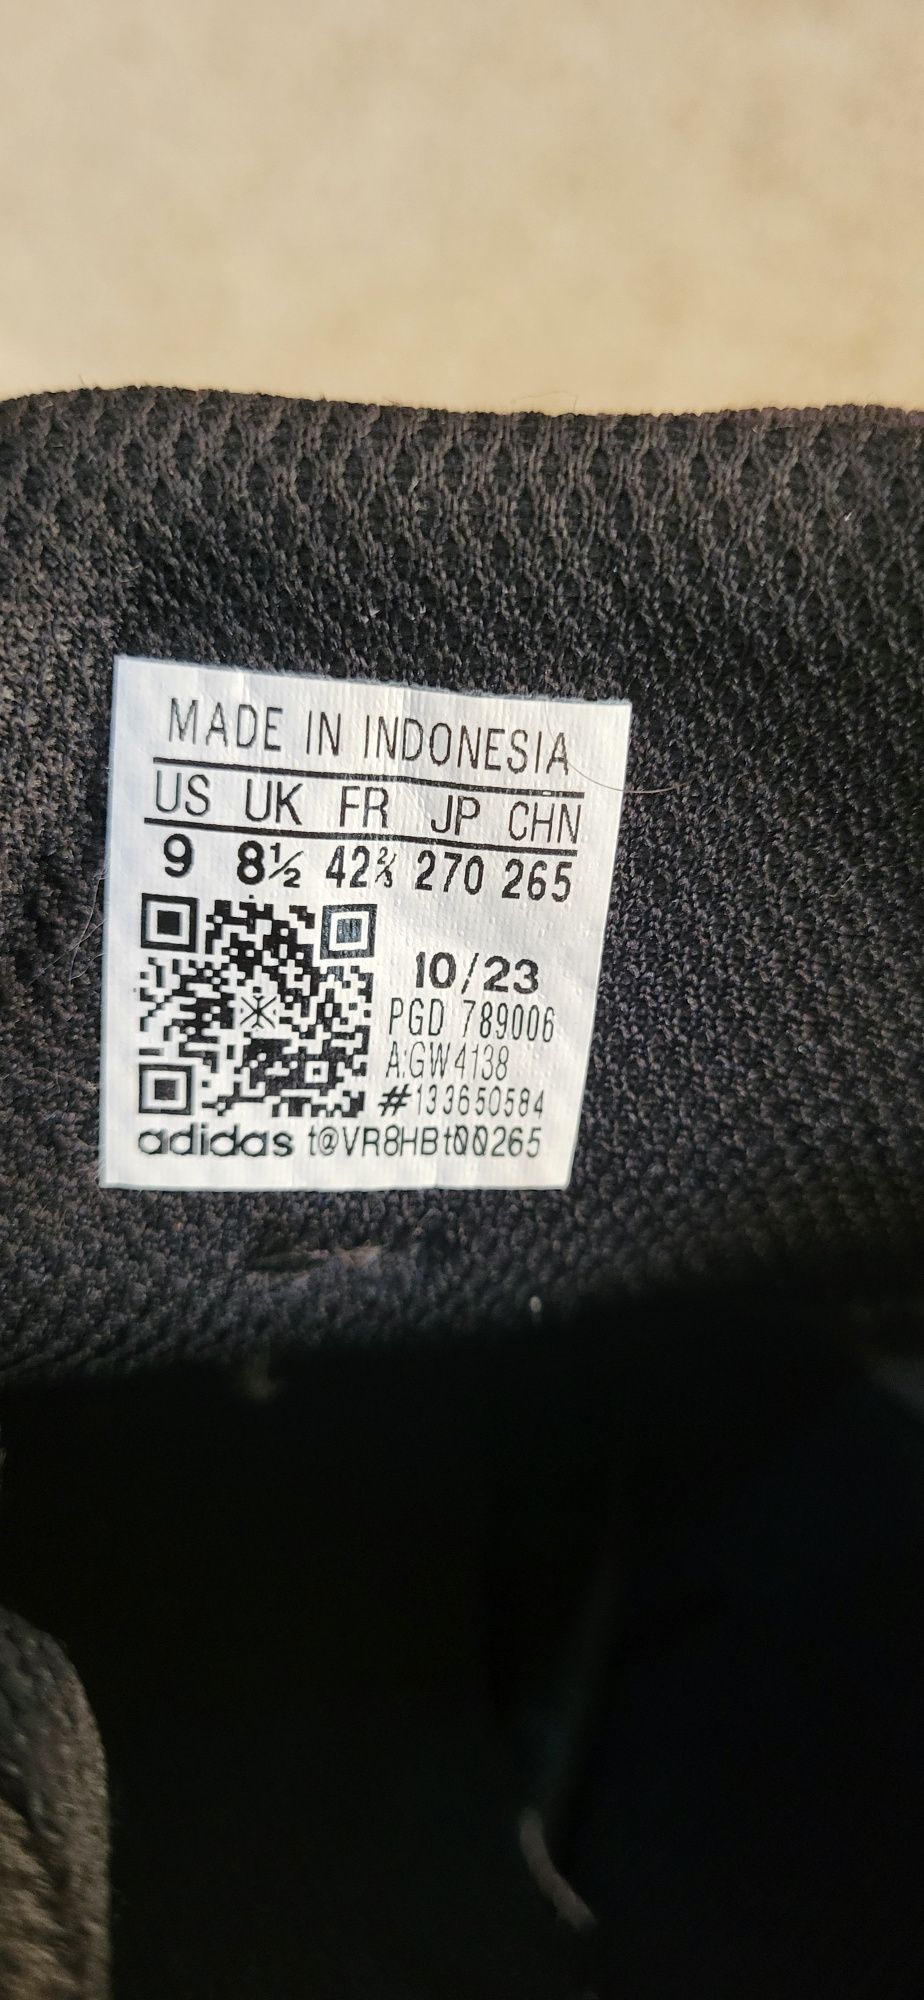 MADE IN INDONESIA
US UK FR JP CHN
9 8½ 42⅔ 270 265
10/23
PGD 789006
A:GW4138
#133650584
adidas t@VR8HBt00265